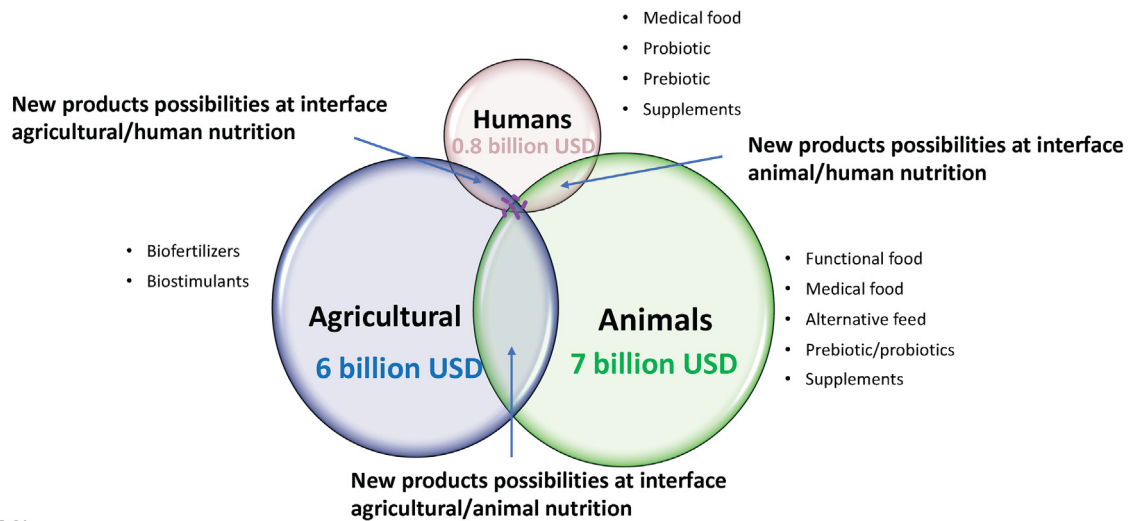 • Medical food
• Probiotic
• Prebiotic
• Supplements
New products possibilities at interface
agricultural/human nutrition
Humans
0.8 billion USD
New products possibilities at interface
animal/human nutrition
• Biofertilizers
• Biostimulants
Agricultural
6 billion USD
Animals
7 billion USD
• Functional food
• Medical food
• Alternative feed
• Prebiotic/probiotics
• Supplements
New products possibilities at interface
agricultural/animal nutrition